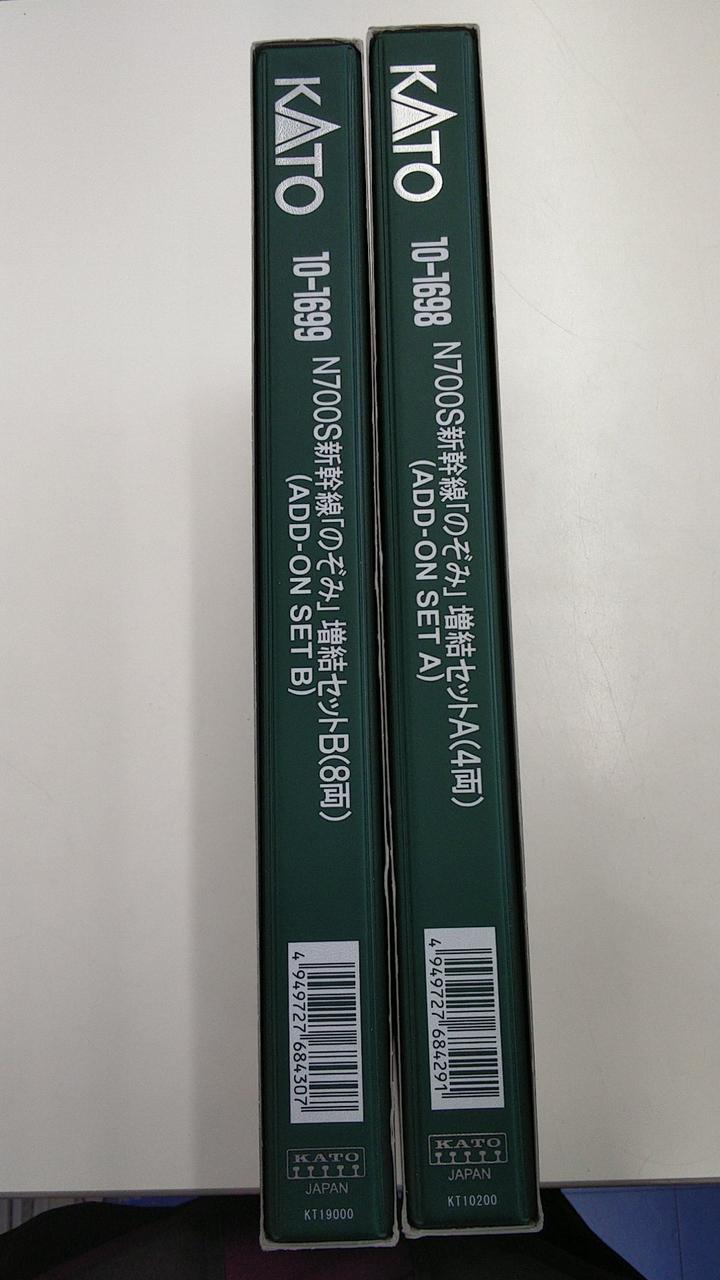 KATO
10-1699
N700S新幹線「のぞみ」増結セットB(8両)
(ADD-ON SET B)
4 949727 684307
KATO
JAPAN
KT19000
KATO
10-1698
N700S新幹線「のぞみ」増結セットA(4両)
(ADD-ON SET A)
4 949727 684291
KATO
JAPAN
KT10200